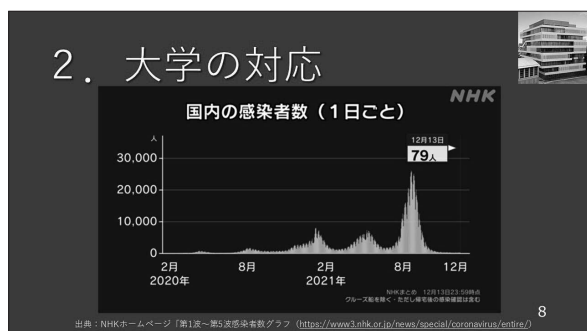 2．大学の対応
NHK
国内の感染者数（1日ごと）
人
12月13日
79人
30,000
20,000
10,000
0
2月 8月 2月 8月 12月
2020年 2021年
NHKまとめ 12月13日23:59時点
クルーズ船を除く・ただし帰宅後の感染確認は含む
8
出典：NHKホームページ「第1波～第5波感染者数グラフ（https://www3.nhk.or.jp/news/special/coronavirus/entire/）